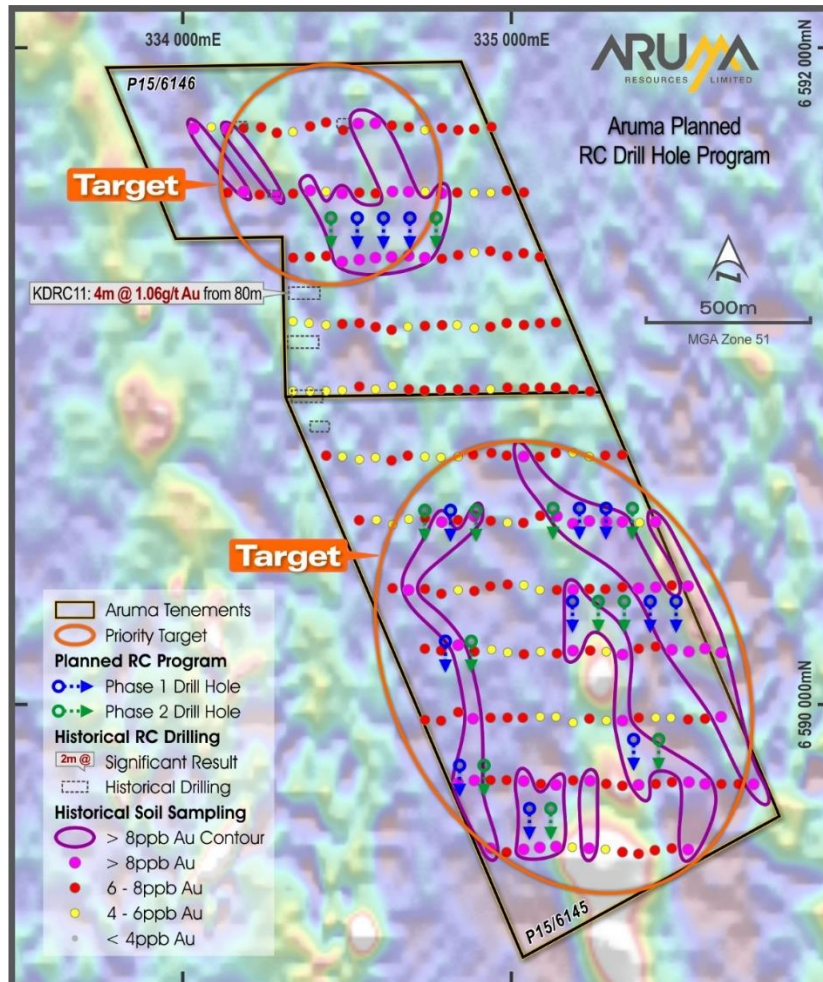 334 000mE
335 000mE
6 592 000mN
ARUMA
RESOURCES LIMITED
Aruma Planned
RC Drill Hole Program
P15/6146
Target
KDRC11: 4m @ 1.06g/t Au from 80m
500m
MGA Zone 51
Target
6 590 000mN
Aruma Tenements
Priority Target
Planned RC Program
Phase 1 Drill Hole
Phase 2 Drill Hole
Historical RC Drilling
2m @
Significant Result
Historical Drilling
Historical Soil Sampling
> 8ppb Au Contour
> 8ppb Au
6 - 8ppb Au
4 - 6ppb Au
< 4ppb Au
P15/6145